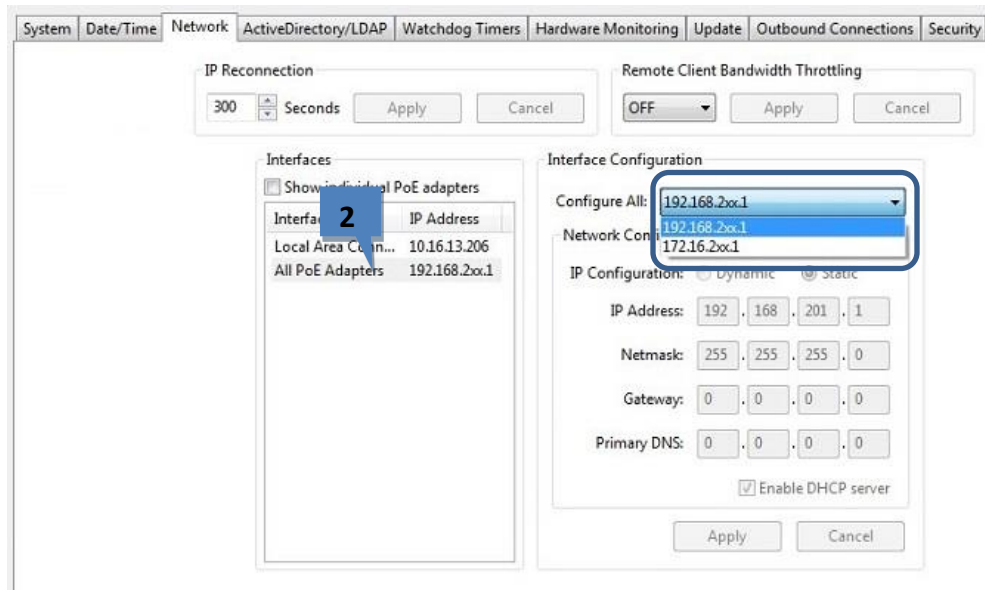 System Date/Time Network ActiveDirectory/LDAP Watchdog Timers Hardware Monitoring Update Outbound Connections Security
IP Reconnection
300 Seconds Apply Cancel
Remote Client Bandwidth Throttling
OFF Apply Cancel
Interfaces
Show individual PoE adapters
2
IP Address
Local Area Conn... 10.16.13.206
All PoE Adapters 192.168.2xx.1
Interface Configuration
Configure All: 192.168.2xx.1
192.168.2xx.1
172.16.2xx.1
Network
IP Configuration: Dynamic Static
IP Address: 192 . 168 . 201 . 1
Netmask: 255 . 255 . 255 . 0
Gateway: 0 . 0 . 0 . 0
Primary DNS: 0 . 0 . 0 . 0
Enable DHCP server
Apply Cancel